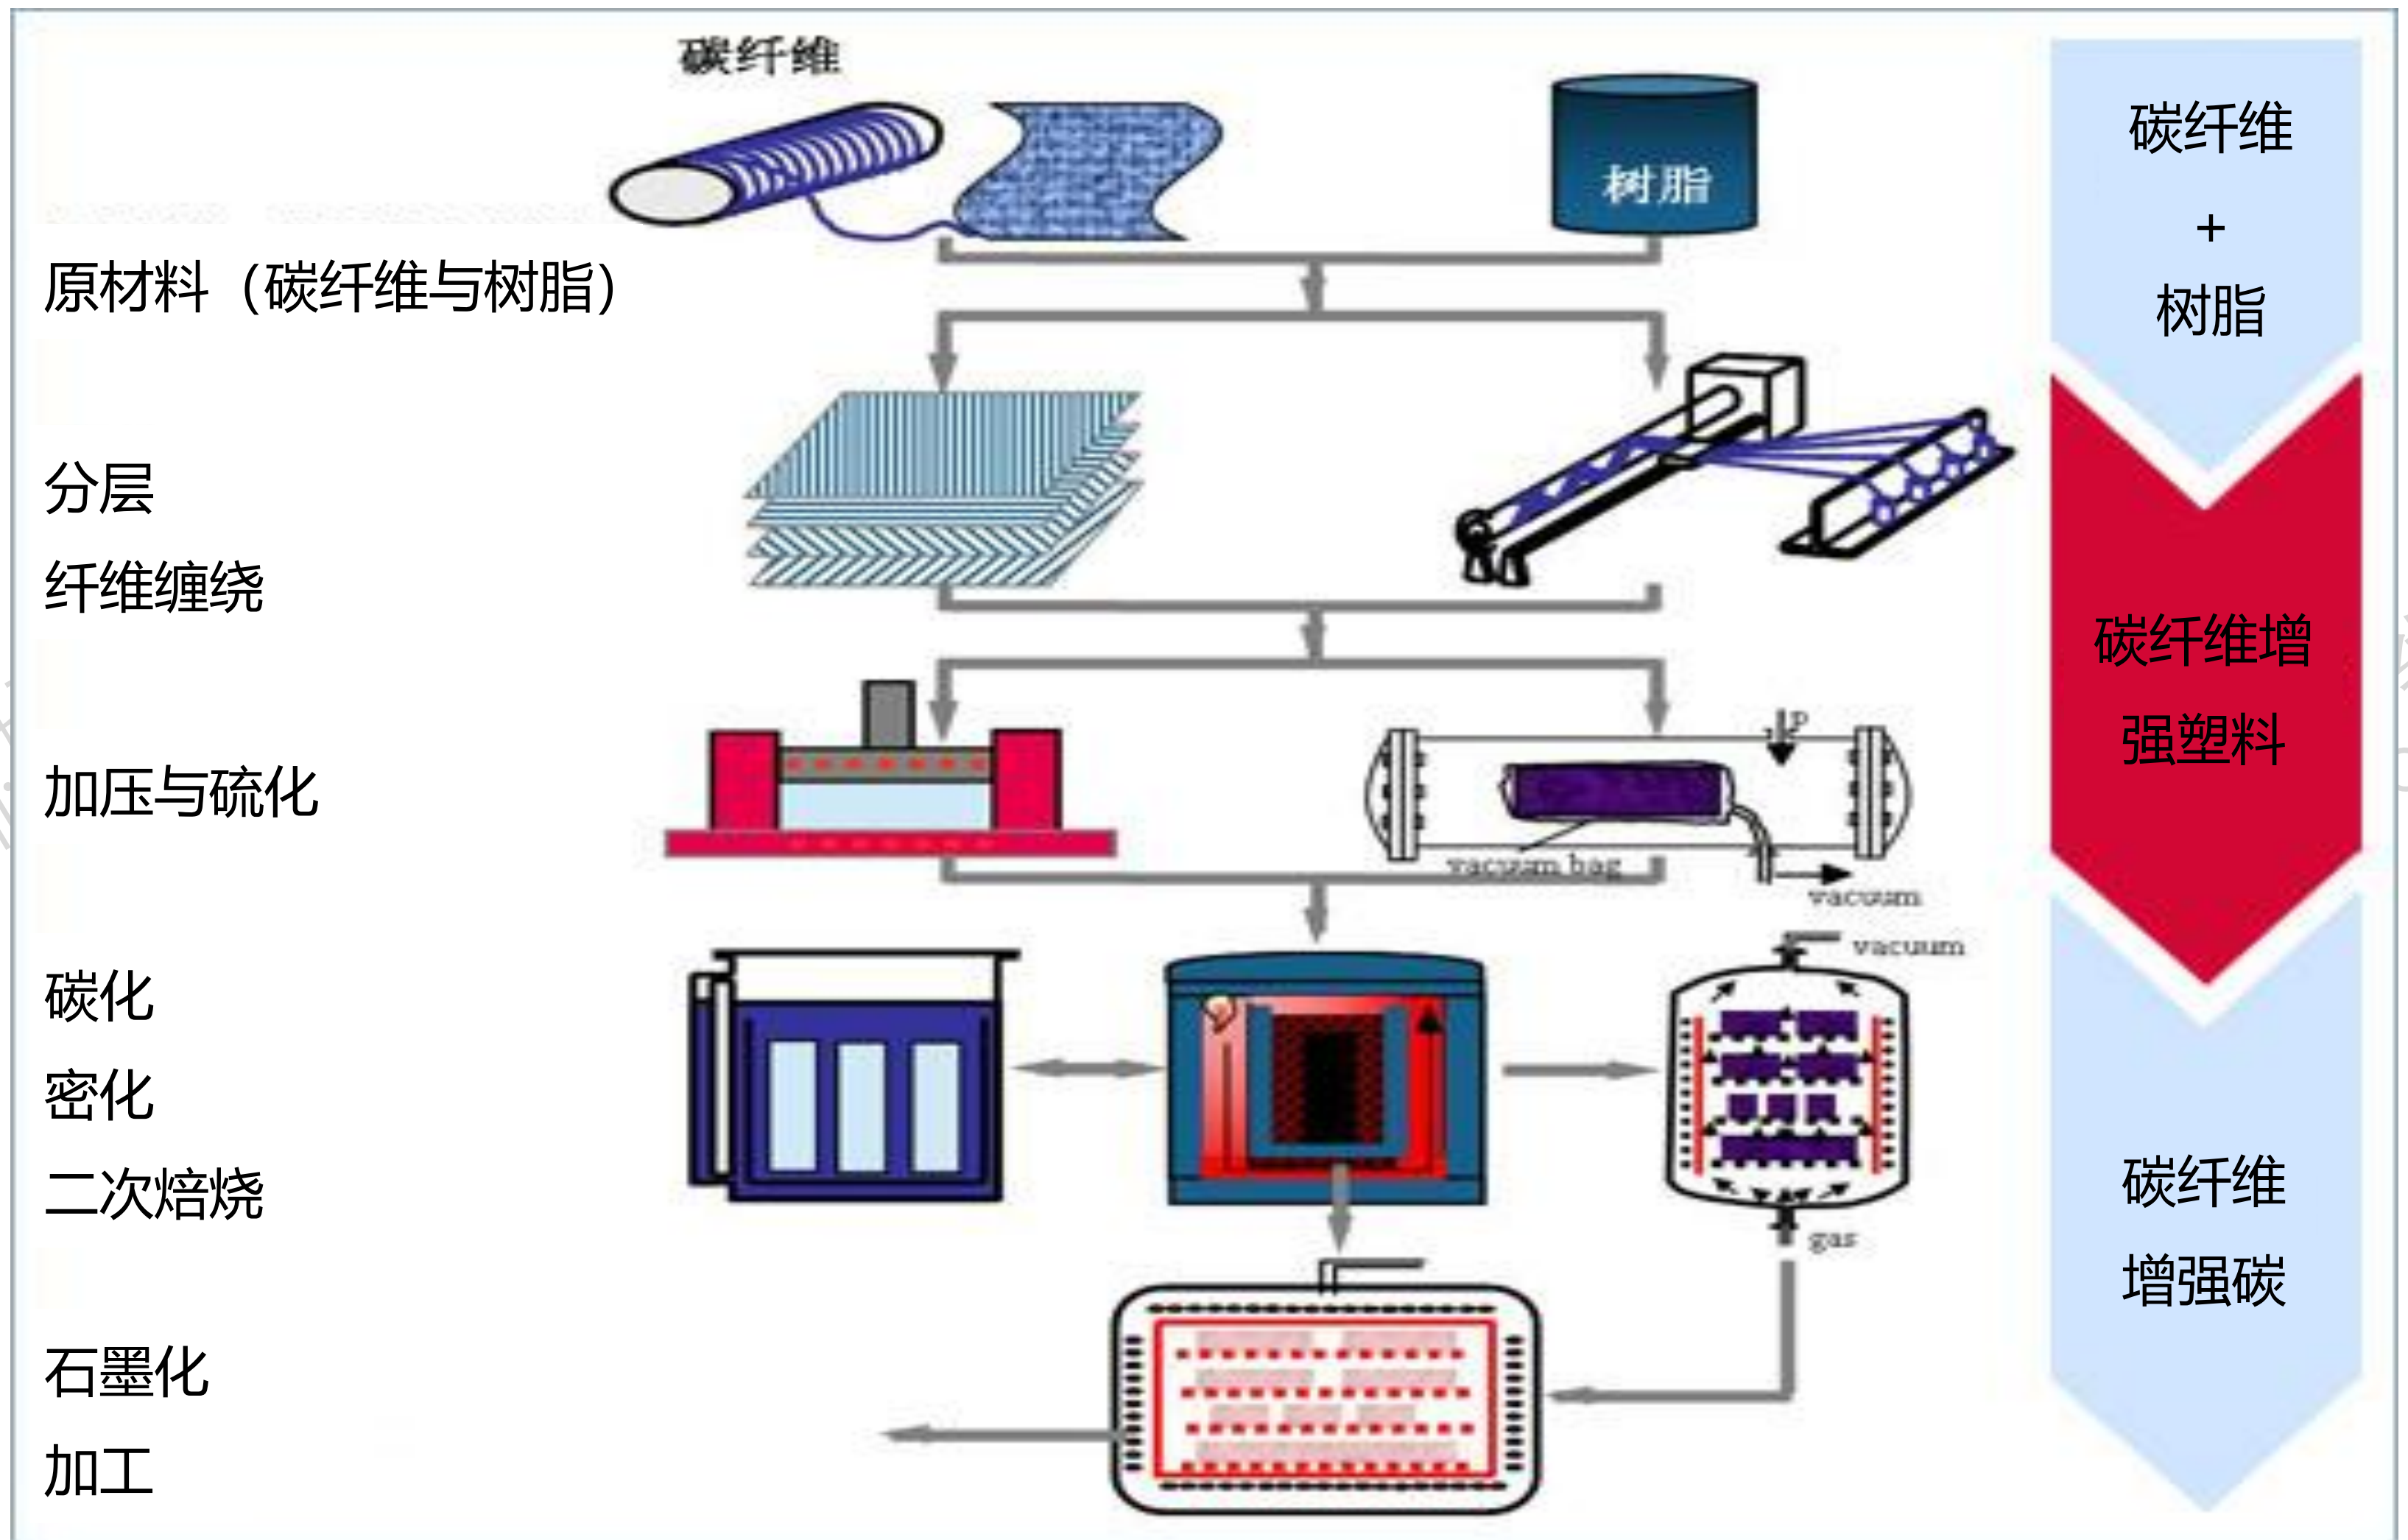 碳纤维
树脂
原材料（碳纤维与树脂）
分层
纤维缠绕
加压与硫化
p
vacuum bag
vacuum
碳化
密化
二次焙烧
vacuum
gas
石墨化
加工
碳纤维
+
树脂
碳纤维增
强塑料
碳纤维
增强碳